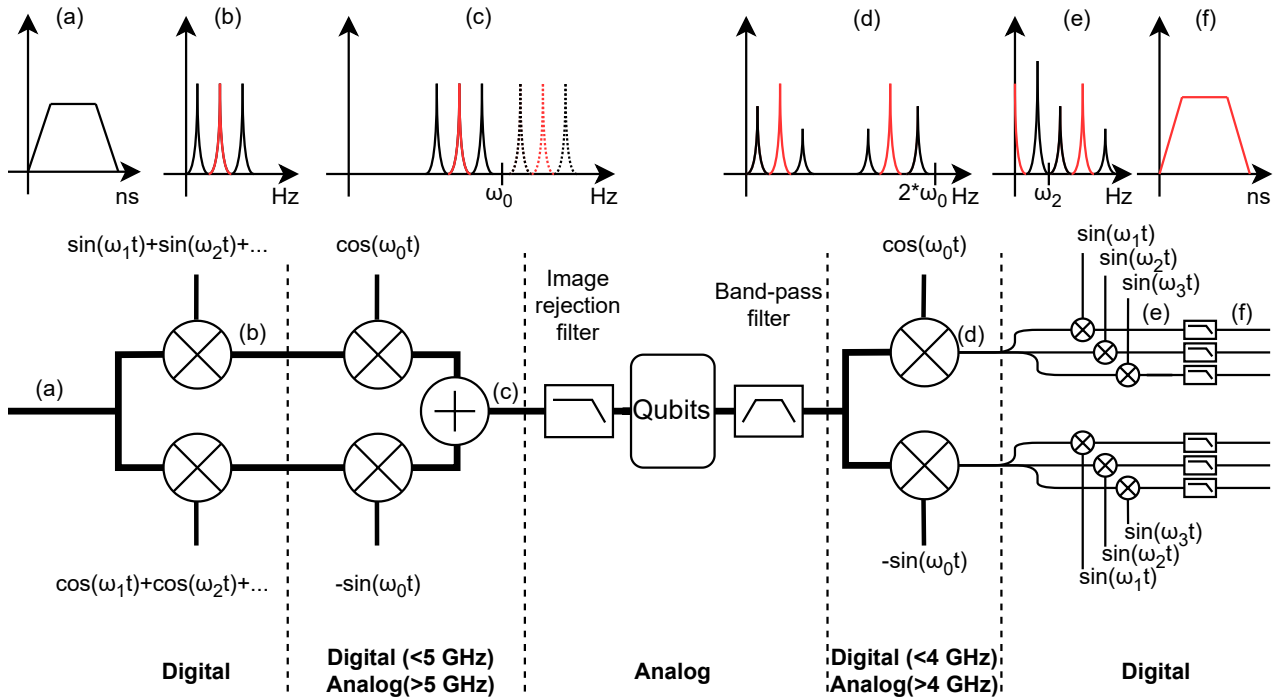 (a)
(b)
(c)
(d)
(e)
(f)
ns
Hz
ω₀
Hz
2*ω₀
Hz
ω₂
Hz
ns
sin(ω₁t)+sin(ω₂t)+...
cos(ω₀t)
Image
rejection
filter
Band-pass
filter
cos(ω₀t)
sin(ω₁t)
sin(ω₂t)
sin(ω₃t)
(a)
(b)
(c)
Qubits
(d)
(e)
(f)
cos(ω₁t)+cos(ω₂t)+...
-sin(ω₀t)
-sin(ω₀t)
sin(ω₃t)
sin(ω₂t)
sin(ω₁t)
Digital
Digital (<5 GHz)
Analog(>5 GHz)
Analog
Digital (<4 GHz)
Analog(>4 GHz)
Digital